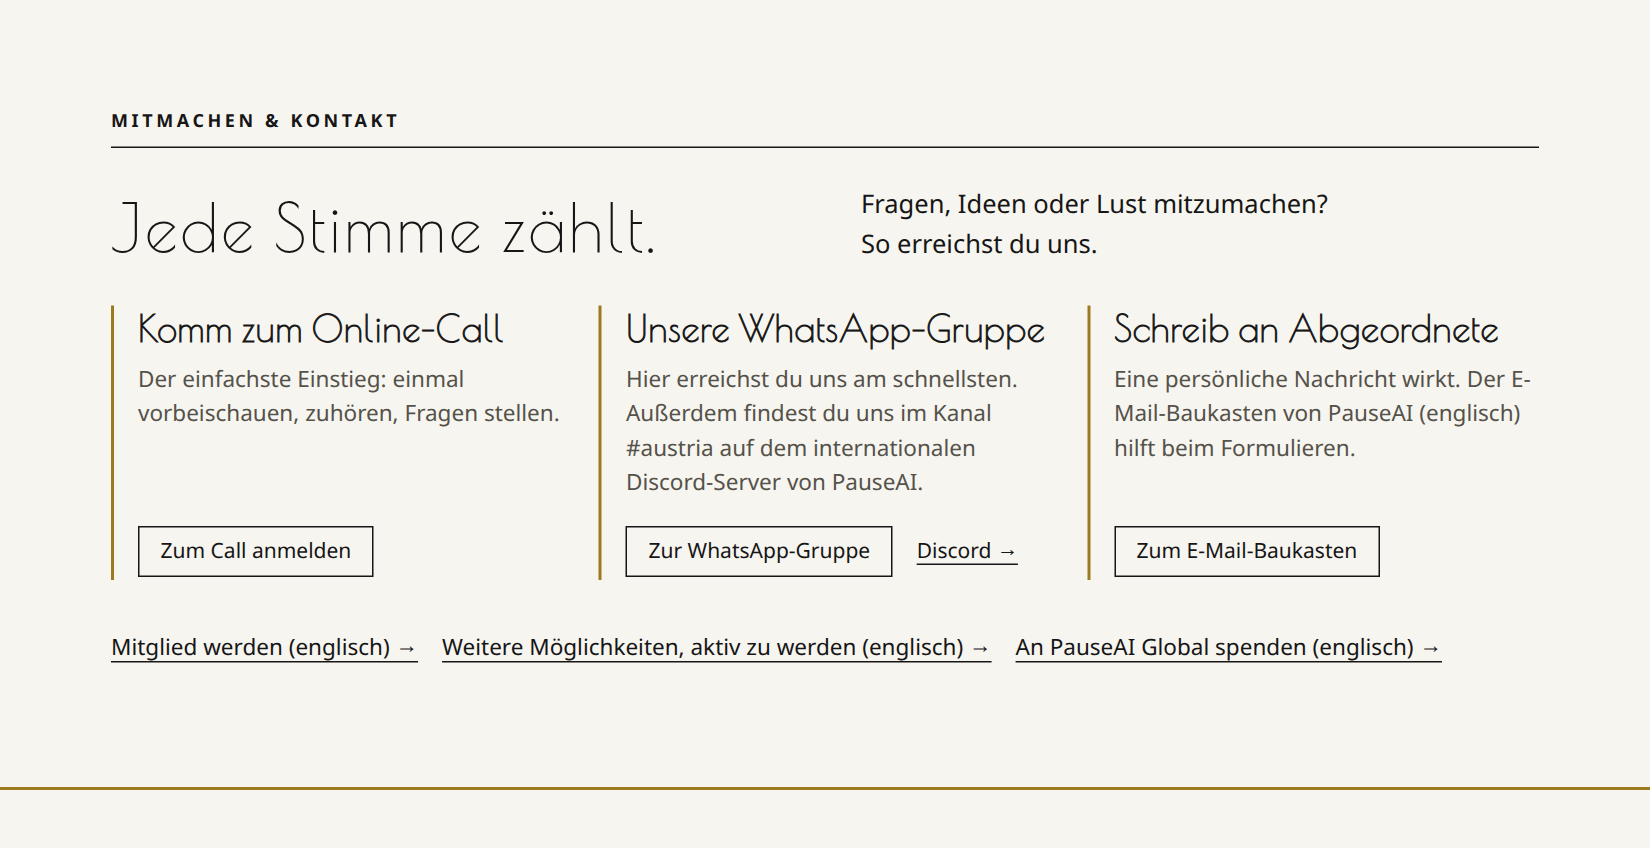 MITMACHEN & KONTAKT
Jede Stimme zählt.
Fragen, Ideen oder Lust mitzumachen?
So erreichst du uns.
Komm zum Online-Call
Der einfachste Einstieg: einmal
vorbeischauen, zuhören, Fragen stellen.
Zum Call anmelden
Unsere WhatsApp-Gruppe
Hier erreichst du uns am schnellsten.
Außerdem findest du uns im Kanal
#austria auf dem internationalen
Discord-Server von PauseAI.
Zur WhatsApp-Gruppe
Discord →
Schreib an Abgeordnete
Eine persönliche Nachricht wirkt. Der E-
Mail-Baukasten von PauseAI (englisch)
hilft beim Formulieren.
Zum E-Mail-Baukasten
Mitglied werden (englisch) →
Weitere Möglichkeiten, aktiv zu werden (englisch) →
An PauseAI Global spenden (englisch) →